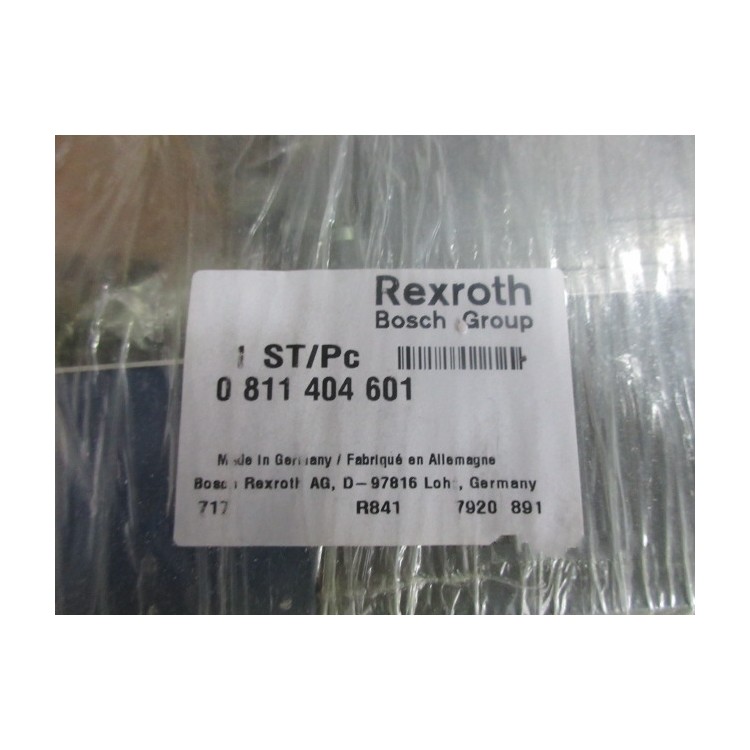 Rexroth
Bosch Group
1 ST/Pc
0 811 404 601
Made in Germany / Fabriqué en Allemagne
Bosch Rexroth AG, D-97816 Lohr, Germany
717 R841 7920 891